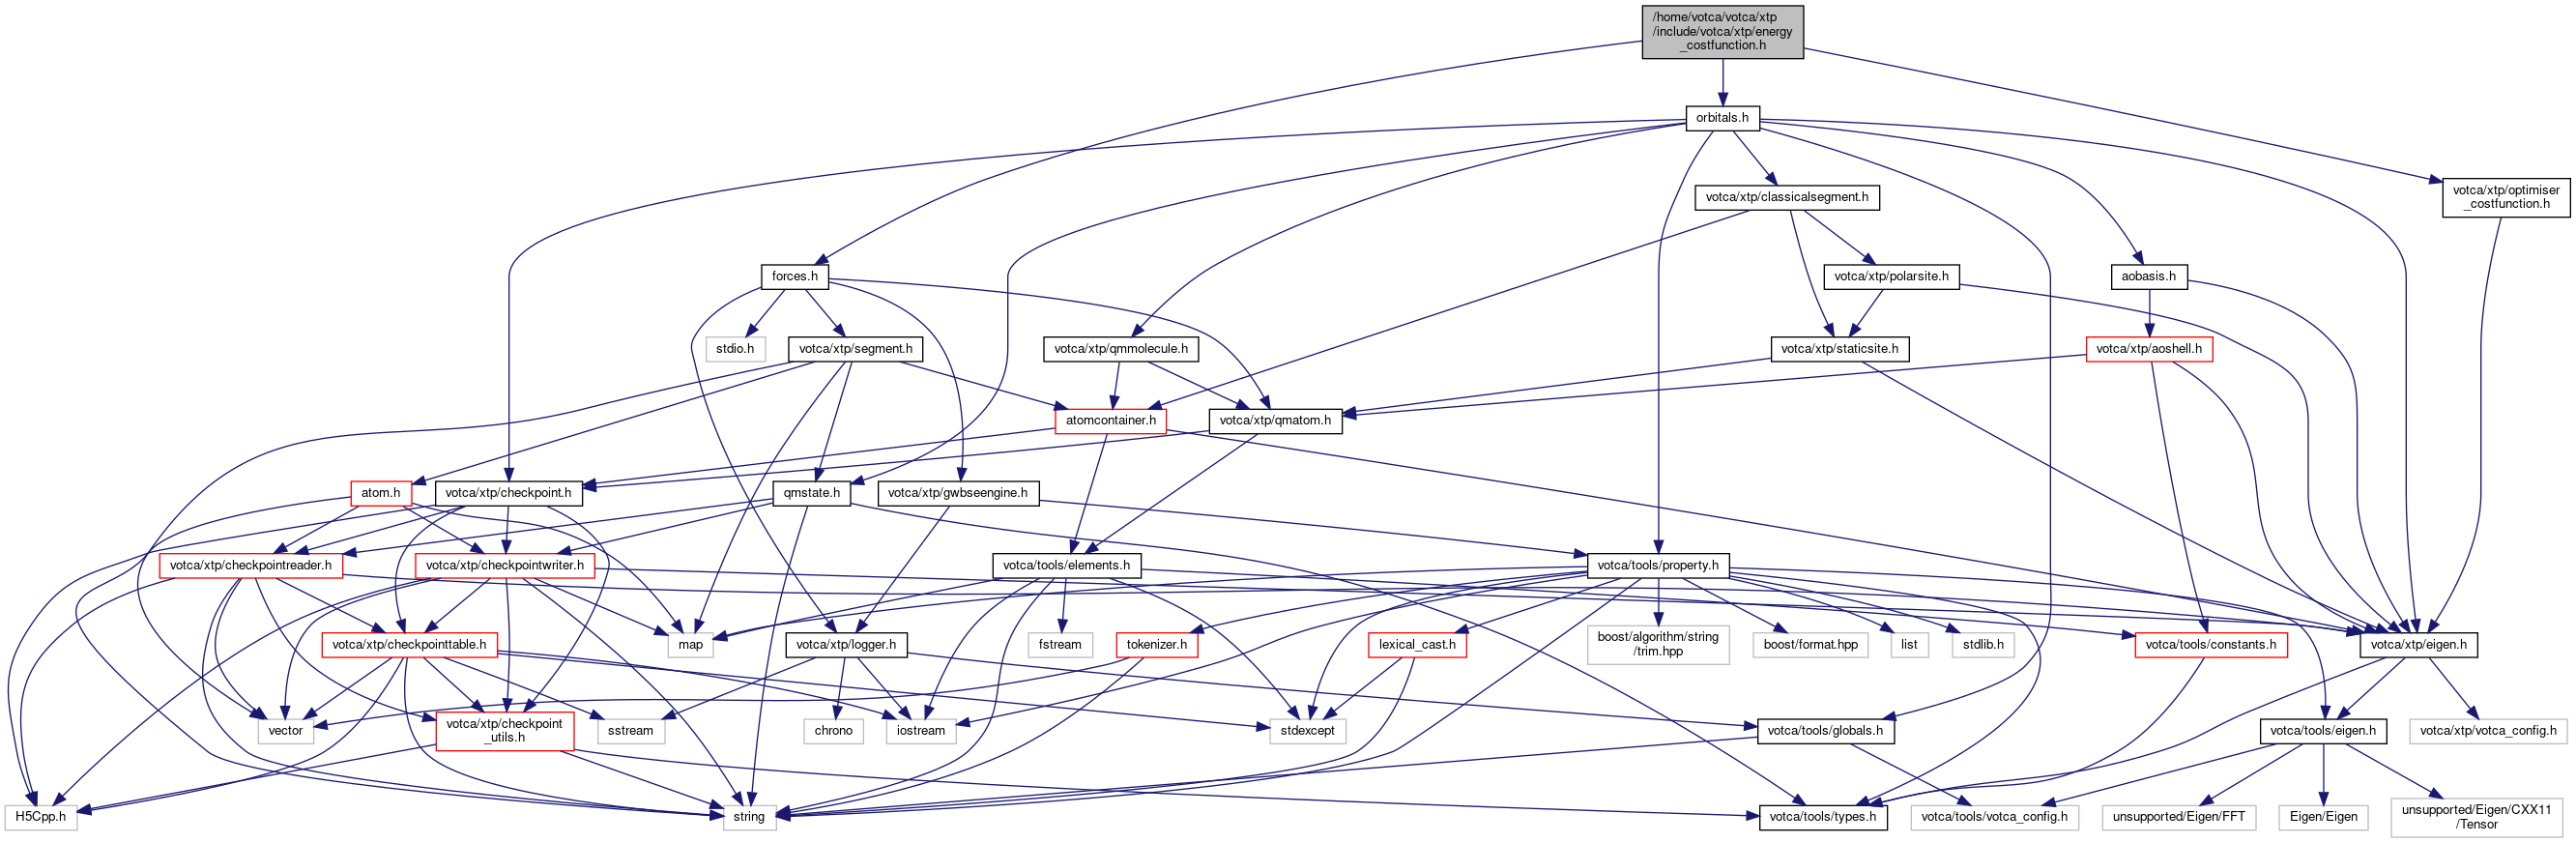 /home/votca/votca/xtp
/include/votca/xtp/energy
_costfunction.h
orbitals.h
votca/xtp/classicalsegment.h
votca/xtp/optimiser
_costfunction.h
forces.h
votca/xtp/polarsite.h
aobasis.h
stdio.h
votca/xtp/segment.h
votca/xtp/qmmolecule.h
votca/xtp/staticsite.h
votca/xtp/aoshell.h
atomcontainer.h
votca/xtp/qmatom.h
atom.h
votca/xtp/checkpoint.h
qmstate.h
votca/xtp/gwbseengine.h
votca/xtp/checkpointreader.h
votca/xtp/checkpointwriter.h
votca/tools/elements.h
votca/tools/property.h
votca/xtp/checkpointtable.h
map
votca/xtp/logger.h
fstream
tokenizer.h
lexical_cast.h
boost/algorithm/string
/trim.hpp
boost/format.hpp
list
stdlib.h
votca/tools/constants.h
votca/xtp/eigen.h
vector
votca/xtp/checkpoint
_utils.h
sstream
chrono
iostream
stdexcept
votca/tools/globals.h
votca/tools/eigen.h
votca/xtp/votca_config.h
H5Cpp.h
string
votca/tools/types.h
votca/tools/votca_config.h
unsupported/Eigen/FFT
Eigen/Eigen
unsupported/Eigen/CXX11
/Tensor